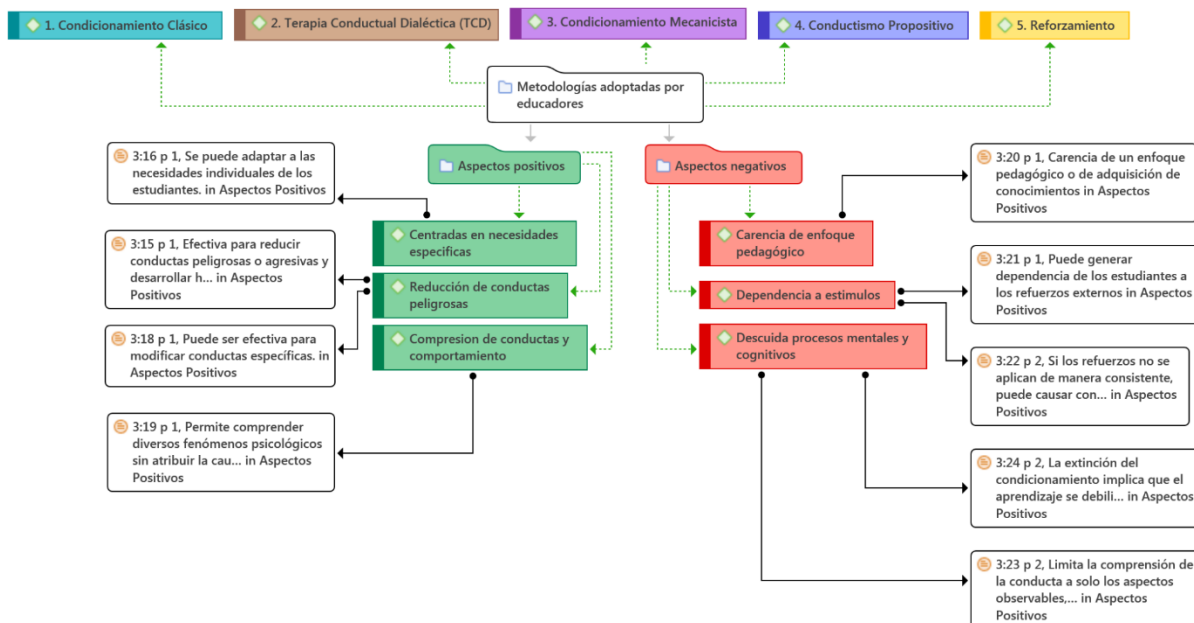 1. Condicionamiento Clásico
2. Terapia Conductual Dialéctica (TCD)
3. Condicionamiento Mecanicista
4. Conductismo Propositivo
5. Reforzamiento
Metodologías adoptadas por
educadores
Aspectos positivos
Aspectos negativos
3:16 p 1, Se puede adaptar a las
necesidades individuales de los
estudiantes. in Aspectos Positivos
3:15 p 1, Efectiva para reducir
conductas peligrosas o agresivas y
desarrollar h... in Aspectos
Positivos
3:18 p 1, Puede ser efectiva para
modificar conductas específicas. in
Aspectos Positivos
3:19 p 1, Permite comprender
diversos fenómenos psicológicos
sin atribuir la cau... in Aspectos
Positivos
Centradas en necesidades
especificas
Reducción de conductas
peligrosas
Compresion de conductas y
comportamiento
Carencia de enfoque
pedagógico
Dependencia a estimulos
Descuida procesos mentales y
cognitivos
3:20 p 1, Carencia de un enfoque
pedagógico o de adquisición de
conocimientos in Aspectos
Positivos
3:21 p 1, Puede generar
dependencia de los estudiantes a
los refuerzos externos in Aspectos
Positivos
3:22 p 2, Si los refuerzos no se
aplican de manera consistente,
puede causar con... in Aspectos
Positivos
3:24 p 2, La extinción del
condicionamiento implica que el
aprendizaje se debili... in Aspectos
Positivos
3:23 p 2, Limita la comprensión de
la conducta a solo los aspectos
observables,... in Aspectos
Positivos